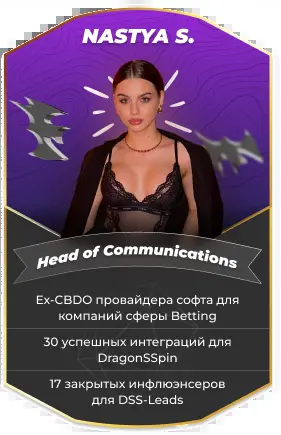 NASTYA S.
Head of Communications
Ex-CBDO провайдера софта для
компаний сферы Betting
30 успешных интеграций для
DragonSSpin
17 закрытых инфлюэнсеров
для DSS-Leads